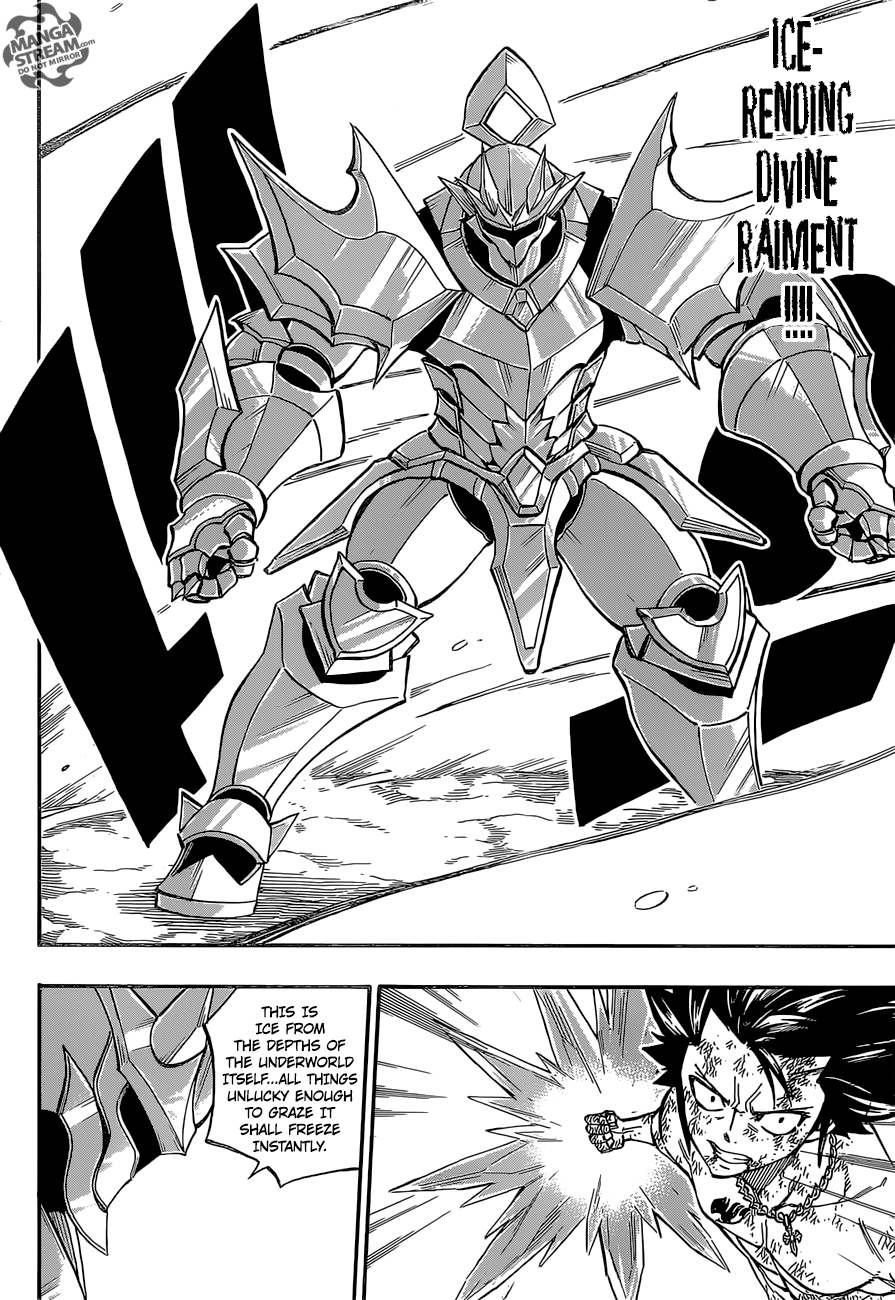 MANGA
STREAM.com
DO NOT MIRROR
ICE-
RENDING
DIVINE
RAIMENT
!!!!
THIS IS
ICE FROM
THE DEPTHS OF
THE UNDERWORLD
ITSELF...ALL THINGS
UNLUCKY ENOUGH
TO GRAZE IT
SHALL FREEZE
INSTANTLY.